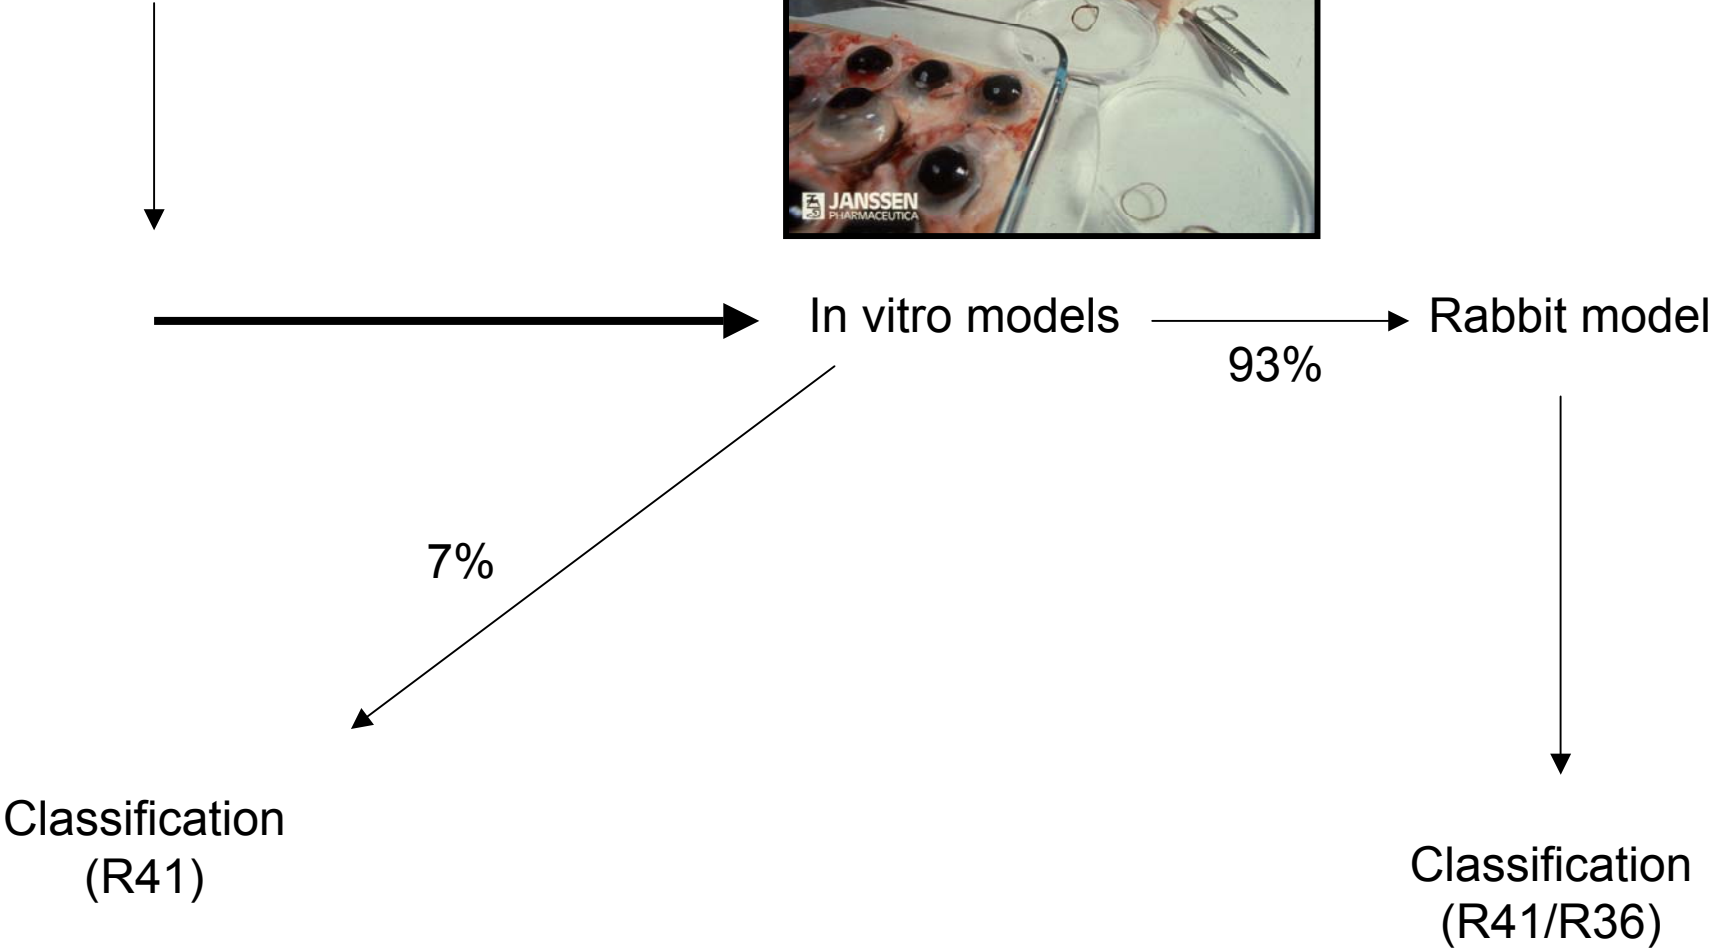 JANSSEN
PHARMACEUTICA
In vitro models
Rabbit model
93%
7%
Classification
(R41)
Classification
(R41/R36)